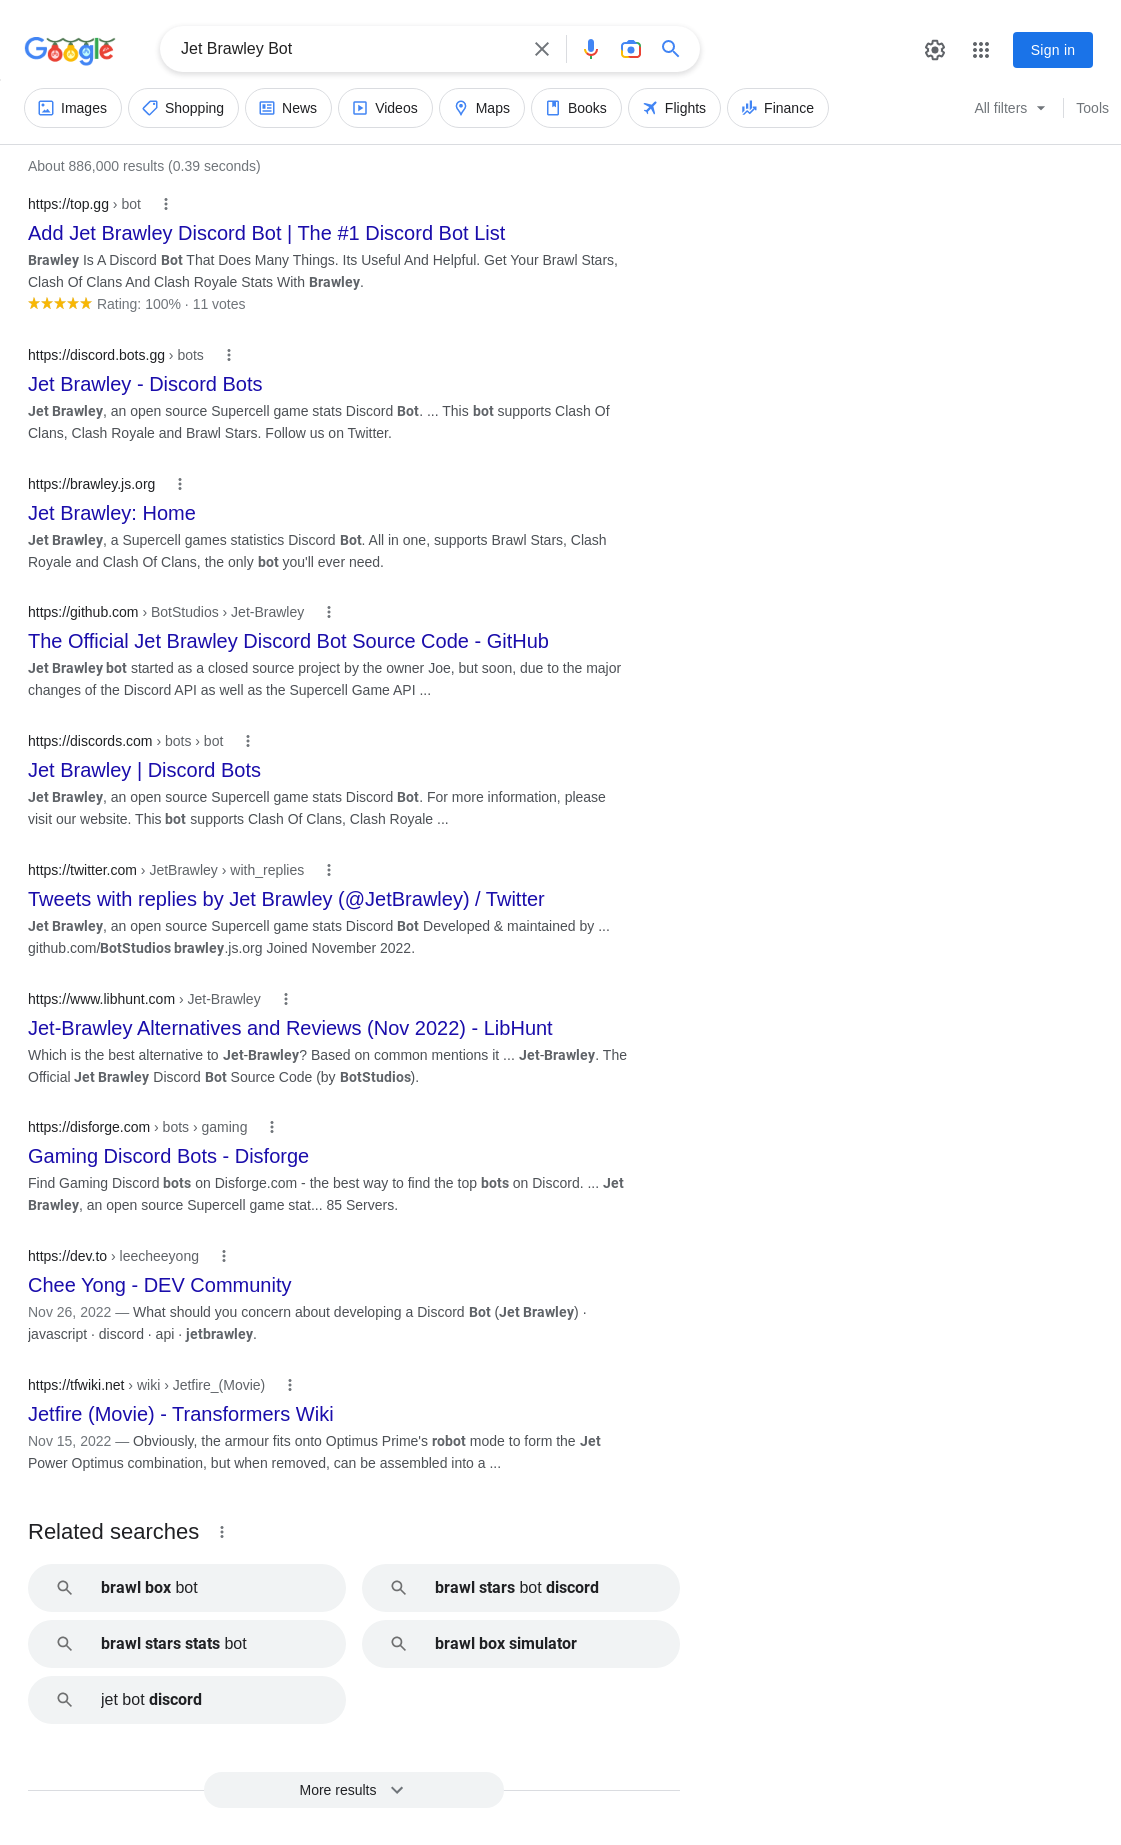 Google
Jet Brawley Bot
Sign in
Images
Shopping
News
Videos
Maps
Books
Flights
Finance
All filters
Tools
About 886,000 results (0.39 seconds)
https://top.gg › bot
Add Jet Brawley Discord Bot | The #1 Discord Bot List
Brawley Is A Discord Bot That Does Many Things. Its Useful And Helpful. Get Your Brawl Stars,
Clash Of Clans And Clash Royale Stats With Brawley.
Rating: 100% · 11 votes
https://discord.bots.gg › bots
Jet Brawley - Discord Bots
Jet Brawley, an open source Supercell game stats Discord Bot. ... This bot supports Clash Of
Clans, Clash Royale and Brawl Stars. Follow us on Twitter.
https://brawley.js.org
Jet Brawley: Home
Jet Brawley, a Supercell games statistics Discord Bot. All in one, supports Brawl Stars, Clash
Royale and Clash Of Clans, the only bot you'll ever need.
https://github.com › BotStudios › Jet-Brawley
The Official Jet Brawley Discord Bot Source Code - GitHub
Jet Brawley bot started as a closed source project by the owner Joe, but soon, due to the major
changes of the Discord API as well as the Supercell Game API ...
https://discords.com › bots › bot
Jet Brawley | Discord Bots
Jet Brawley, an open source Supercell game stats Discord Bot. For more information, please
visit our website. This bot supports Clash Of Clans, Clash Royale ...
https://twitter.com › JetBrawley › with_replies
Tweets with replies by Jet Brawley (@JetBrawley) / Twitter
Jet Brawley, an open source Supercell game stats Discord Bot Developed & maintained by ...
github.com/BotStudios brawley.js.org Joined November 2022.
https://www.libhunt.com › Jet-Brawley
Jet-Brawley Alternatives and Reviews (Nov 2022) - LibHunt
Which is the best alternative to Jet-Brawley? Based on common mentions it ... Jet-Brawley. The
Official Jet Brawley Discord Bot Source Code (by BotStudios).
https://disforge.com › bots › gaming
Gaming Discord Bots - Disforge
Find Gaming Discord bots on Disforge.com - the best way to find the top bots on Discord. ... Jet
Brawley, an open source Supercell game stat... 85 Servers.
https://dev.to › leecheeyong
Chee Yong - DEV Community
Nov 26, 2022 — What should you concern about developing a Discord Bot (Jet Brawley) ·
javascript · discord · api · jetbrawley.
https://tfwiki.net › wiki › Jetfire_(Movie)
Jetfire (Movie) - Transformers Wiki
Nov 15, 2022 — Obviously, the armour fits onto Optimus Prime's robot mode to form the Jet
Power Optimus combination, but when removed, can be assembled into a ...
Related searches
brawl box bot
brawl stars bot discord
brawl stars stats bot
brawl box simulator
jet bot discord
More results